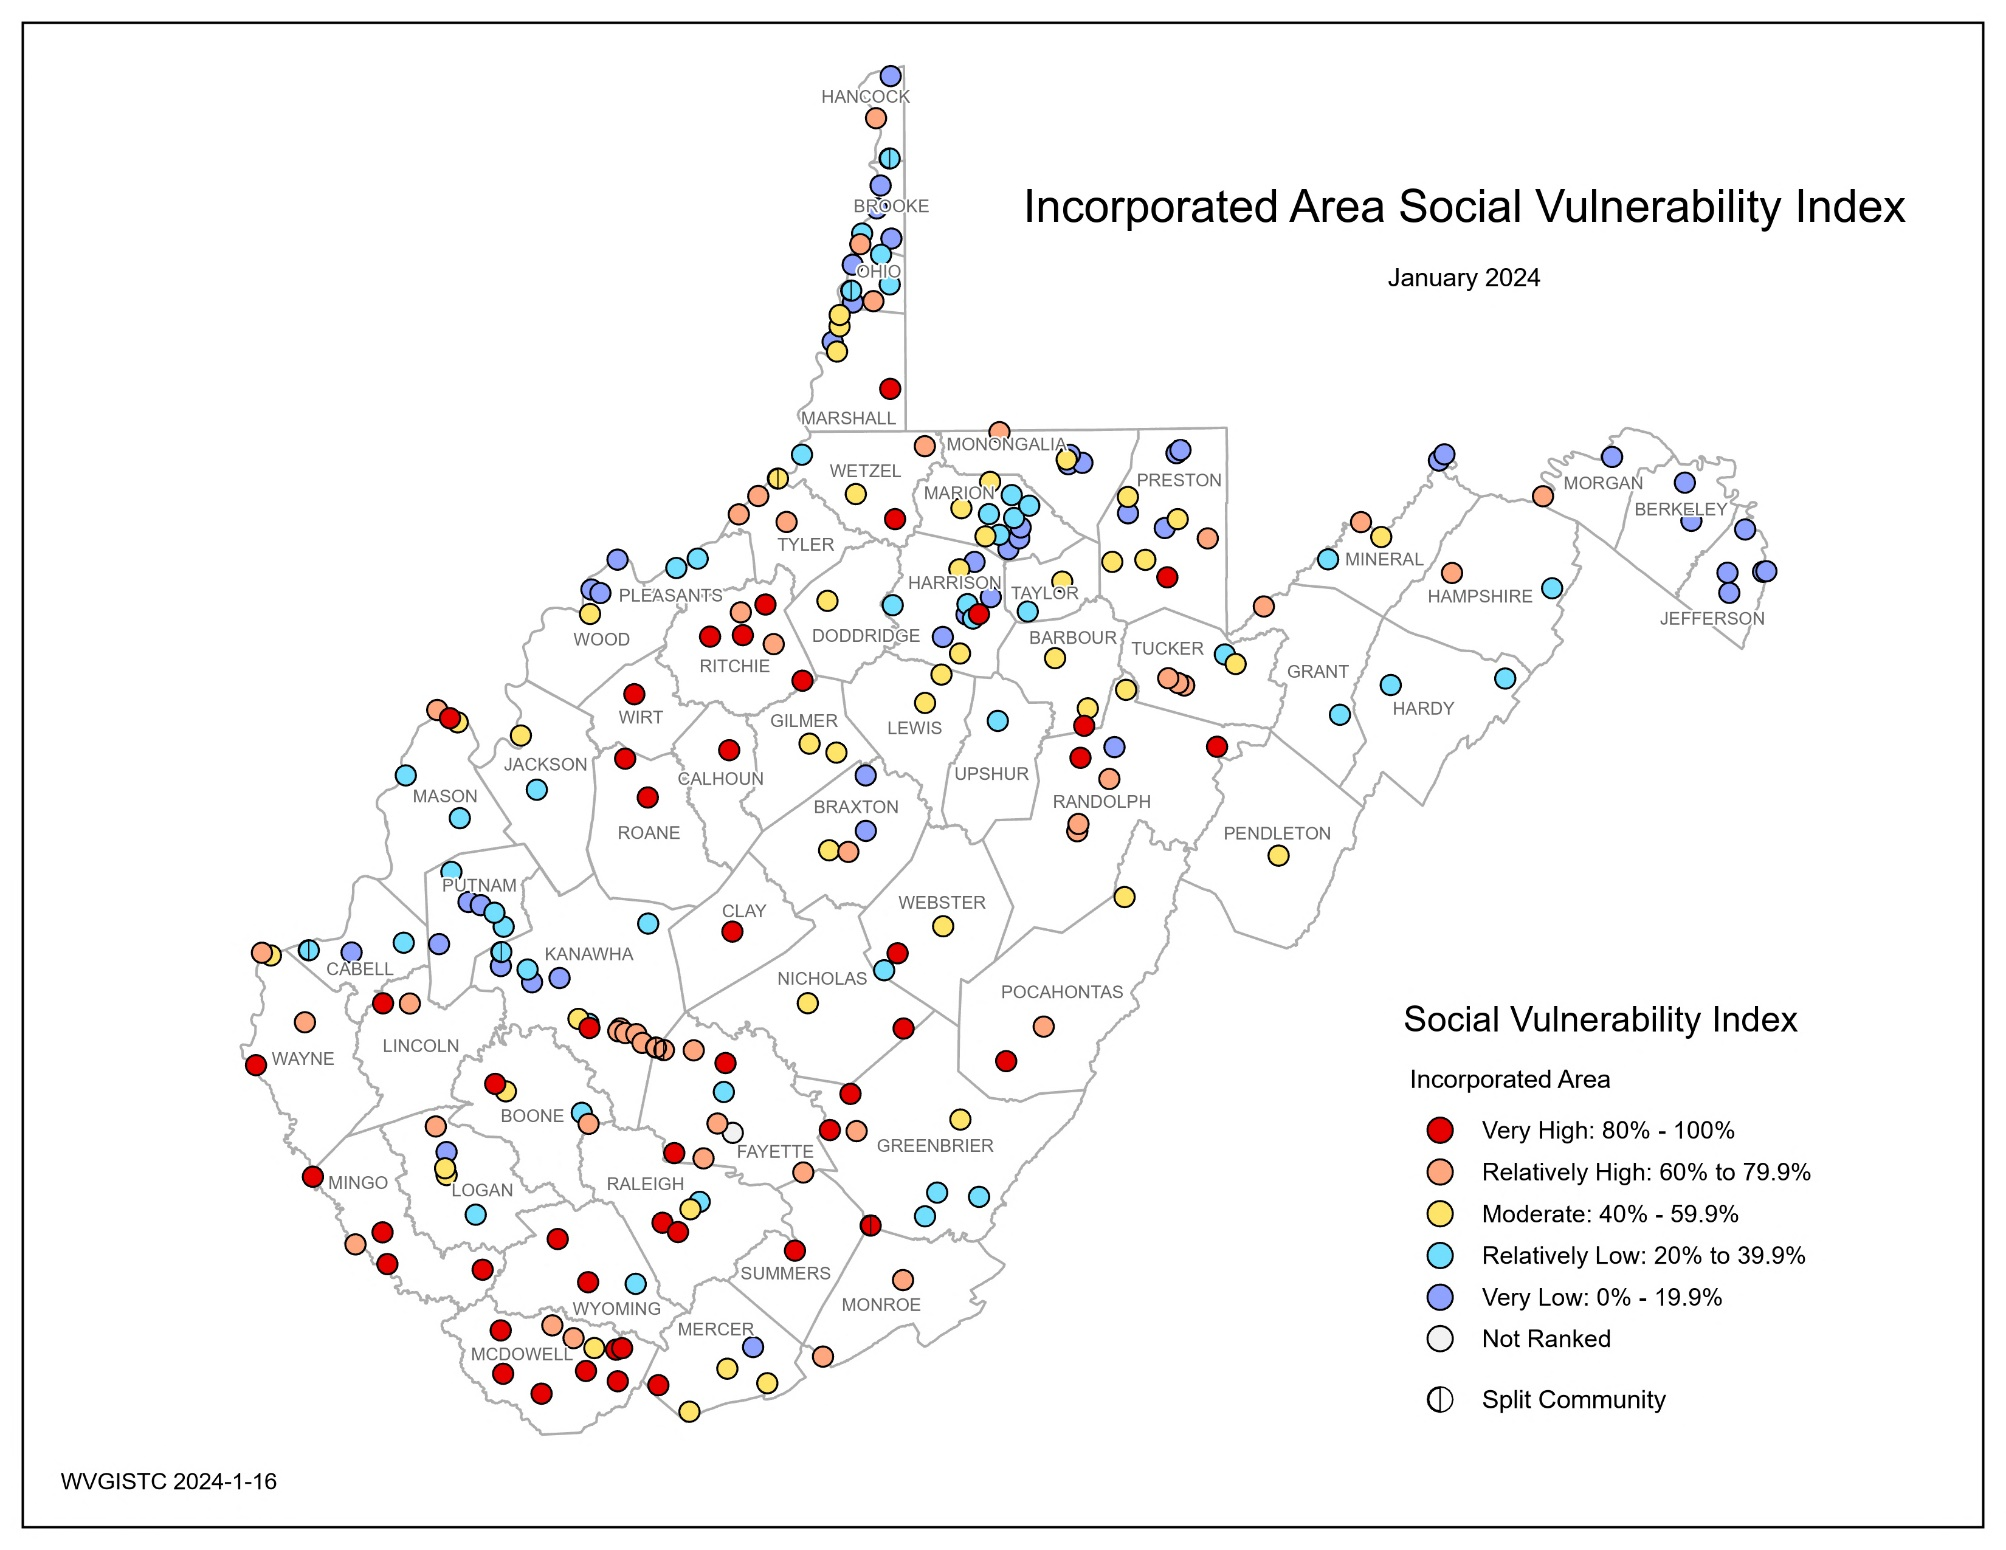 HANCOCK
BROOKE
Incorporated Area Social Vulnerability Index
January 2024
OHIO
MARSHALL
MONONGALIA
WETZEL
MARION
PRESTON
MORGAN
BERKELEY
TYLER
MINERAL
HARRISON
TAYLOR
PLEASANTS
HAMPSHIRE
JEFFERSON
WOOD
DODDRIDGE
BARBOUR
TUCKER
RITCHIE
GRANT
WIRT
GILMER
LEWIS
HARDY
JACKSON
CALHOUN
UPSHUR
MASON
BRAXTON
RANDOLPH
ROANE
PENDLETON
PUTNAM
CLAY
WEBSTER
KANAWHA
CABELL
NICHOLAS
POCAHONTAS
LINCOLN
WAYNE
BOONE
GREENBRIER
FAYETTE
MINGO
LOGAN
RALEIGH
SUMMERS
WYOMING
MONROE
MERCER
MCDOWELL
Social Vulnerability Index
Incorporated Area
Very High: 80% - 100%
Relatively High: 60% to 79.9%
Moderate: 40% - 59.9%
Relatively Low: 20% to 39.9%
Very Low: 0% - 19.9%
Not Ranked
Split Community
WVGISTC 2024-1-16